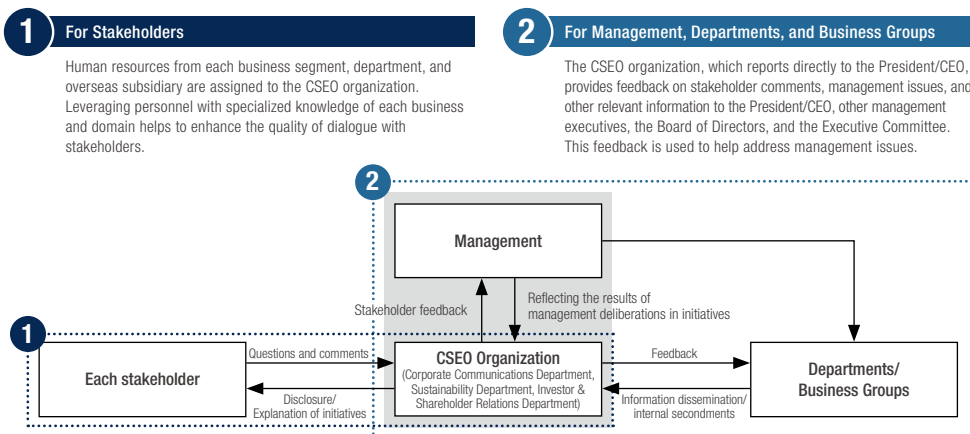 1
For Stakeholders
Human resources from each business segment, department, and
overseas subsidiary are assigned to the CSEO organization.
Leveraging personnel with specialized knowledge of each business
and domain helps to enhance the quality of dialogue with
stakeholders.
2
For Management, Departments, and Business Groups
The CSEO organization, which reports directly to the President/CEO,
provides feedback on stakeholder comments, management issues, and
other relevant information to the President/CEO, other management
executives, the Board of Directors, and the Executive Committee.
This feedback is used to help address management issues.
2
Management
Stakeholder feedback
Reflecting the results of
management deliberations in initiatives
1
Each stakeholder
Questions and comments
Disclosure/
Explanation of initiatives
CSEO Organization
(Corporate Communications Department,
Sustainability Department, Investor &
Shareholder Relations Department)
Feedback
Information dissemination/
internal secondments
Departments/
Business Groups